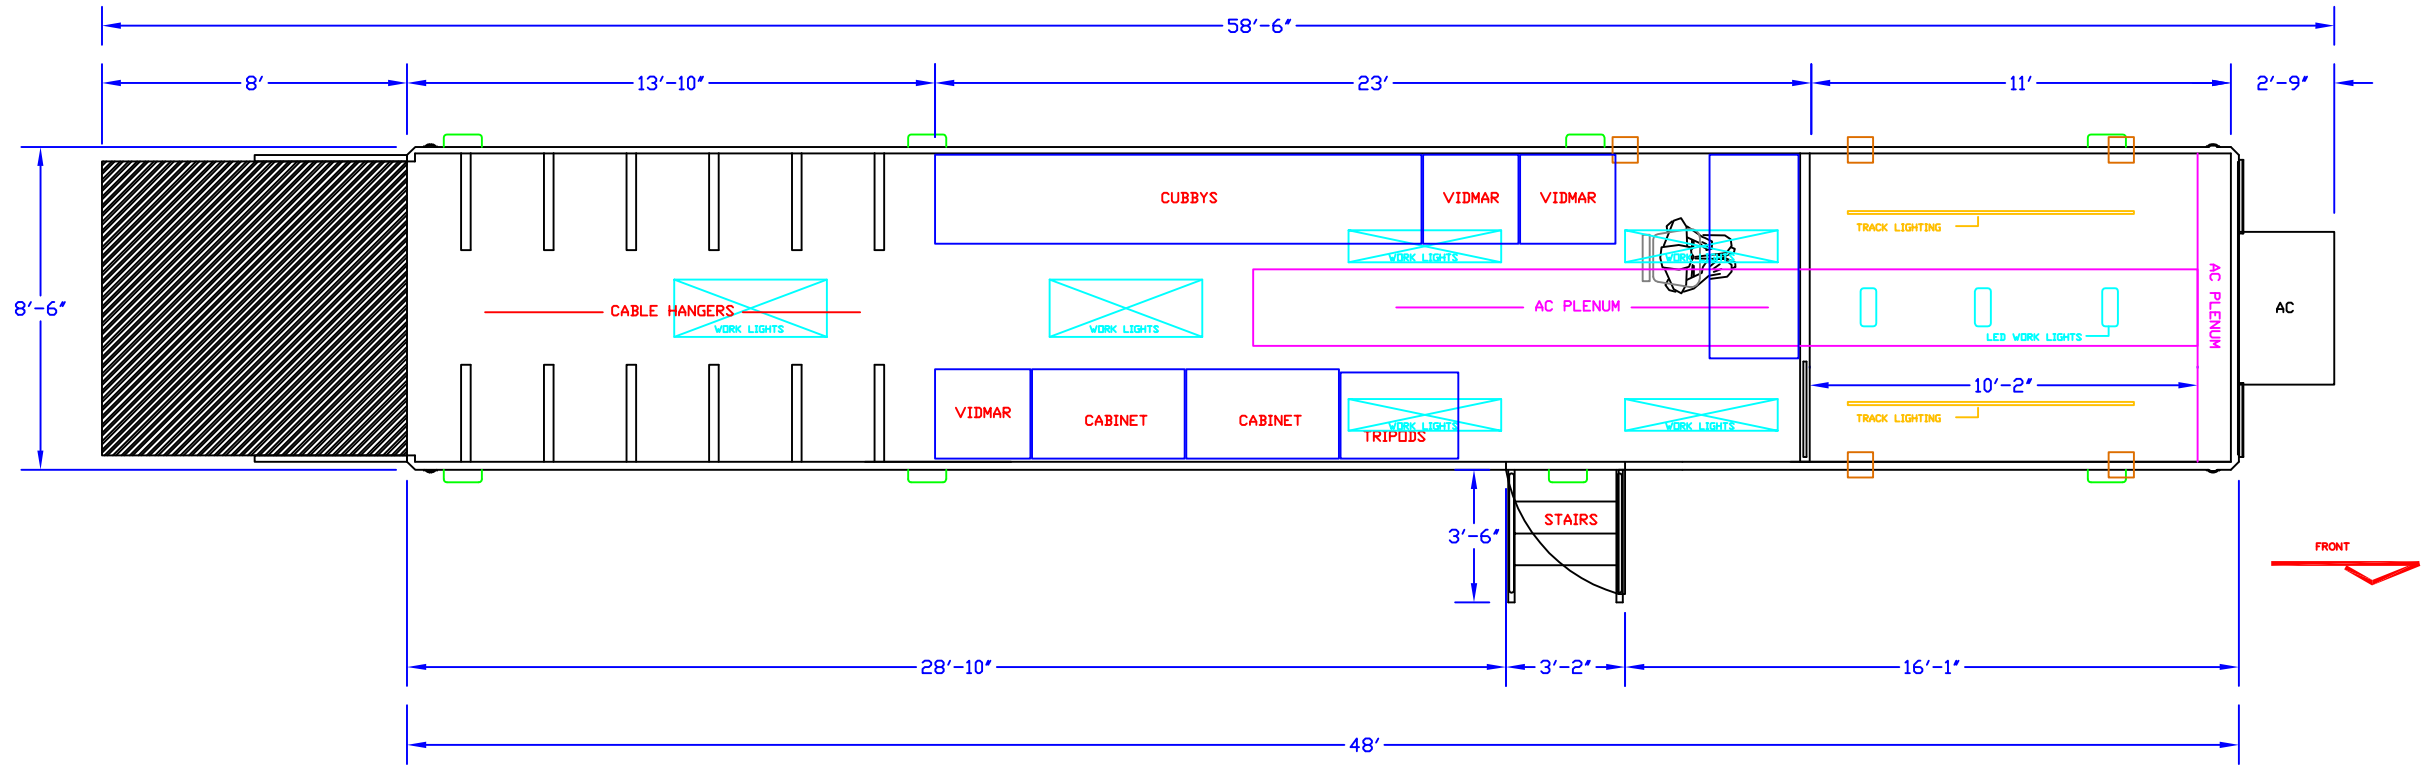 58'-6"
8'
13'-10"
23'
11'
2'-9"
CUBBYS
VIDMAR
VIDMAR
TRACK LIGHTING
WORK LIGHTS
WORK LIGHTS
8'-6"
CABLE HANGERS
WORK LIGHTS
WORK LIGHTS
AC PLENUM
LED WORK LIGHTS
AC PLENUM
AC
10'-2"
VIDMAR
CABINET
CABINET
TRIPODS
WORK LIGHTS
WORK LIGHTS
TRACK LIGHTING
STAIRS
3'-6"
FRONT
28'-10"
3'-2"
16'-1"
48'